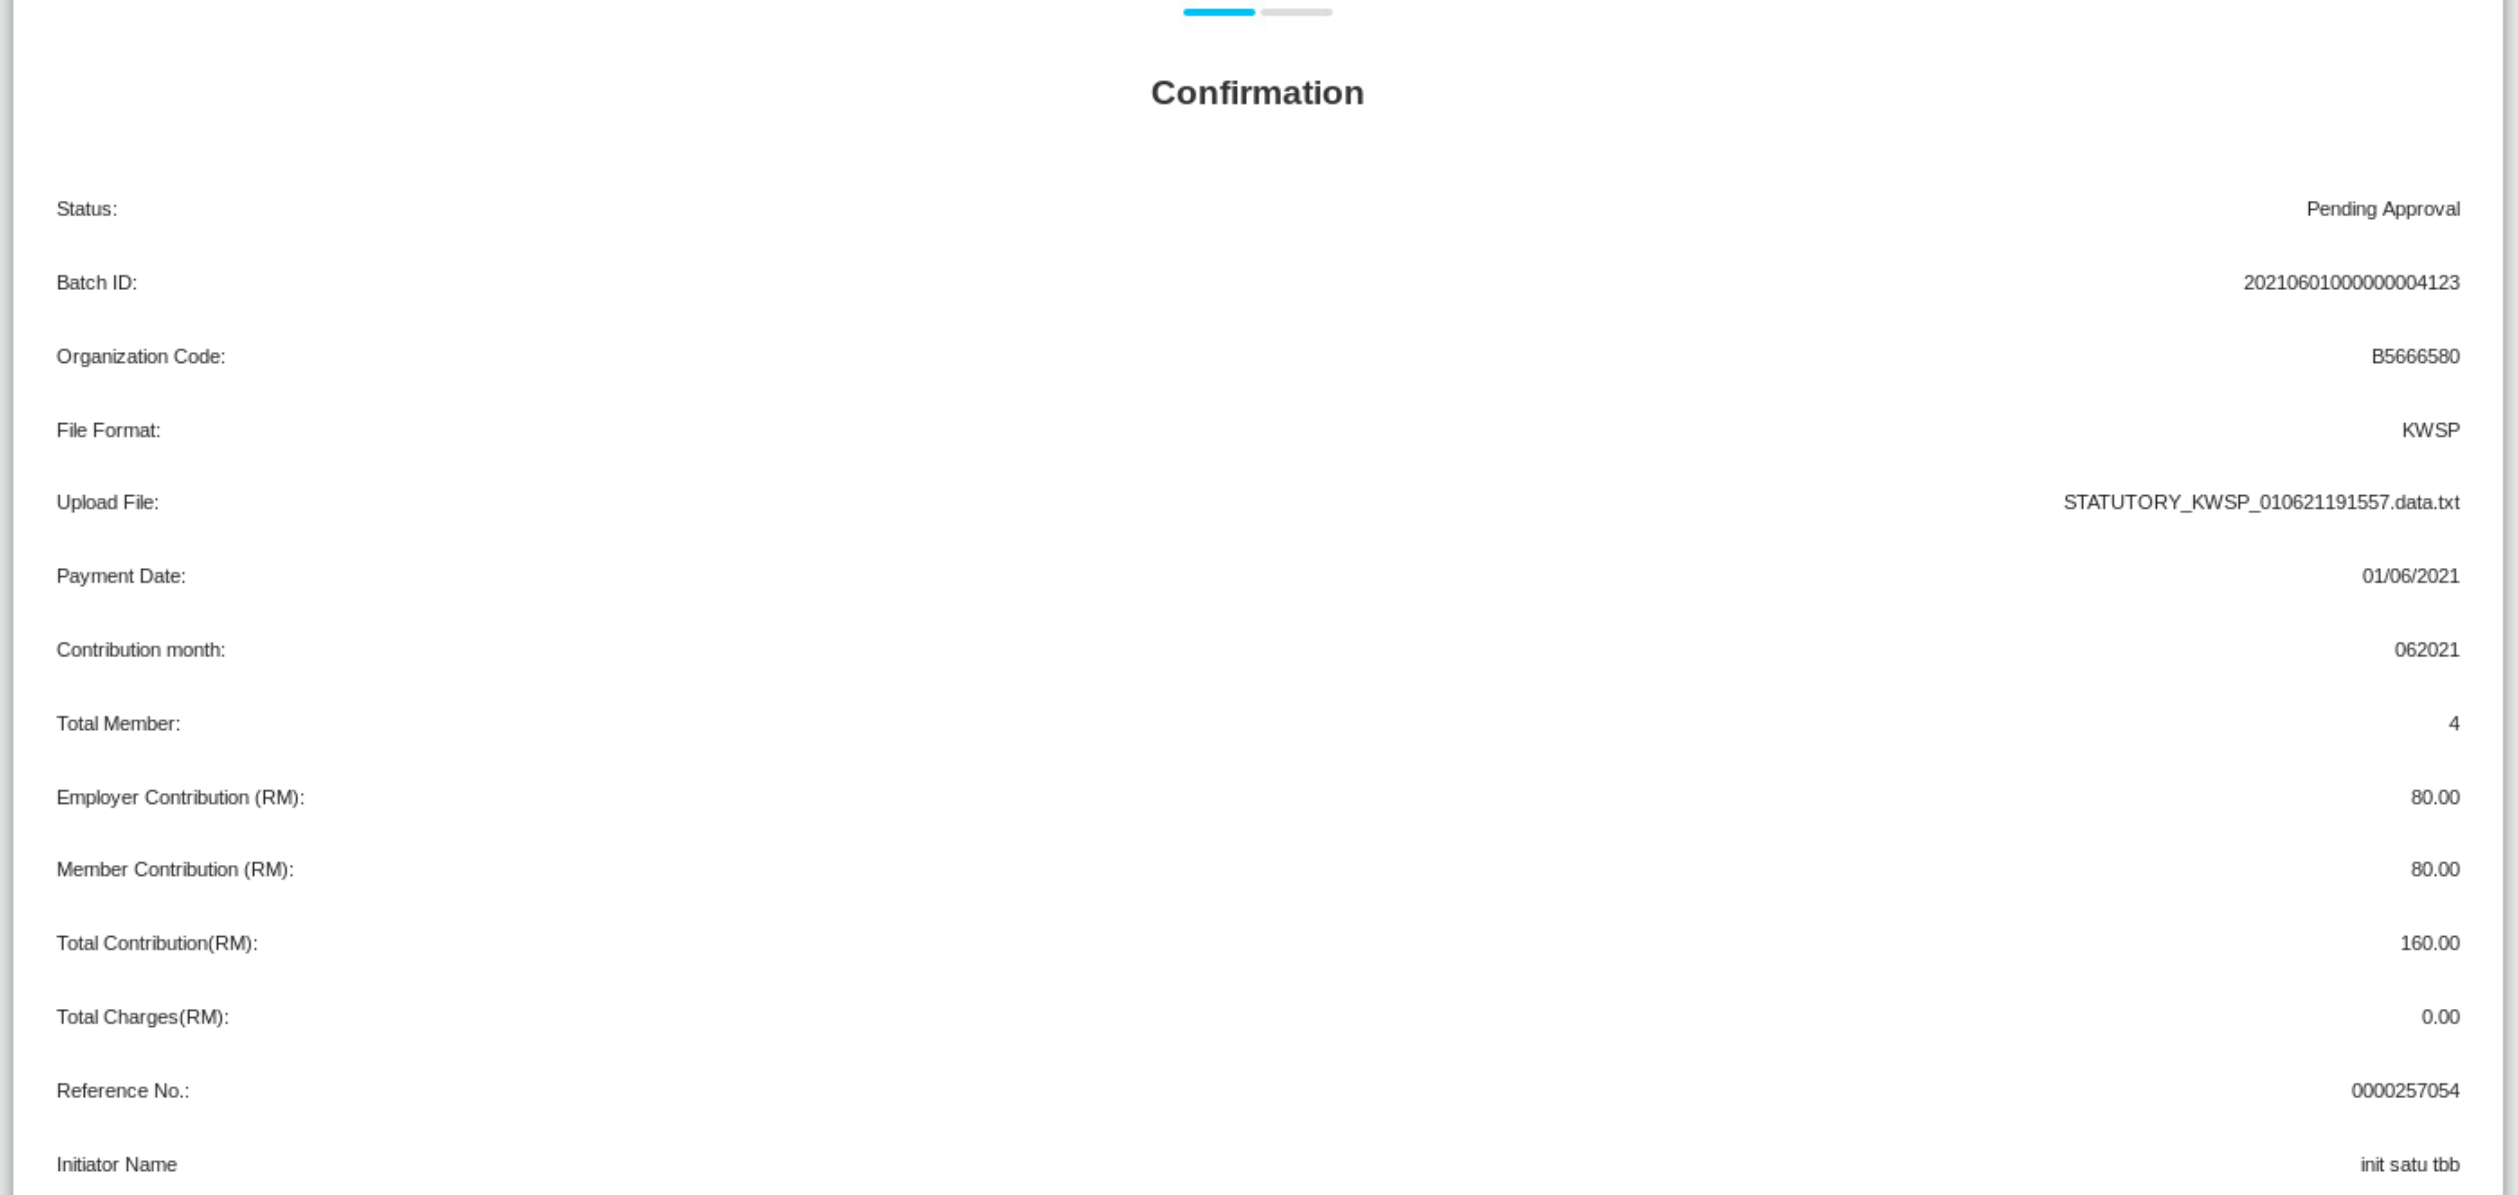 Confirmation
Status: Pending Approval
Batch ID: 20210601000000004123
Organization Code: B5666580
File Format: KWSP
Upload File: STATUTORY_KWSP_010621191557.data.txt
Payment Date: 01/06/2021
Contribution month: 062021
Total Member: 4
Employer Contribution (RM): 80.00
Member Contribution (RM): 80.00
Total Contribution(RM): 160.00
Total Charges(RM): 0.00
Reference No.: 0000257054
Initiator Name init satu tbb